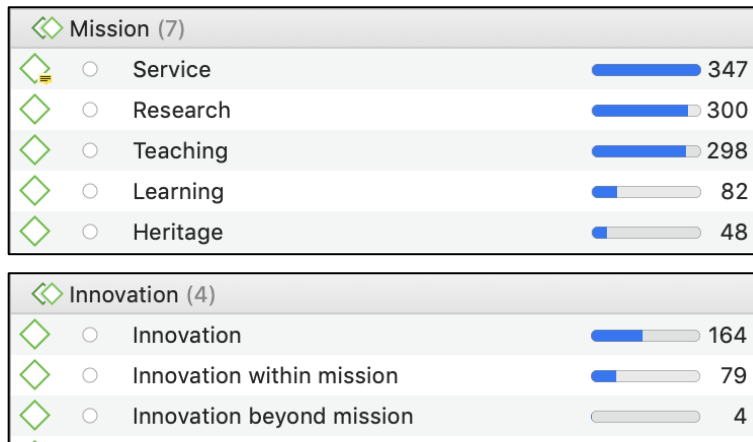 Mission (7)
Service 347
Research 300
Teaching 298
Learning 82
Heritage 48
Innovation (4)
Innovation 164
Innovation within mission 79
Innovation beyond mission 4